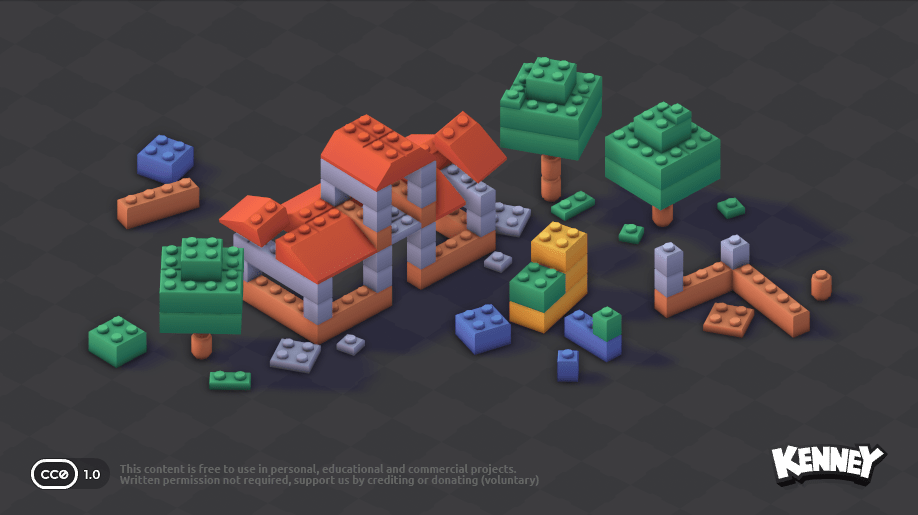 CC0 1.0
This content is free to use in personal, educational and commercial projects.
Written permission not required, support us by crediting or donating (voluntary)
KENNEY